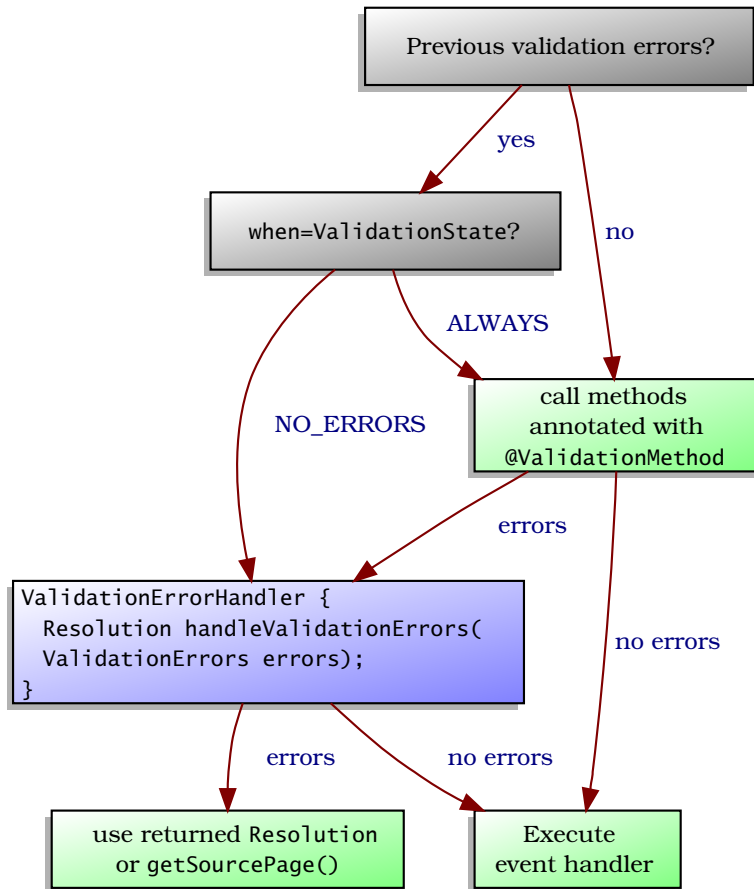 Previous validation errors?
yes
no
when=ValidationState?
ALWAYS
NO_ERRORS
call methods
annotated with
@ValidationMethod
errors
no errors
ValidationErrorHandler {
Resolution handleValidationErrors(
ValidationErrors errors);
}
errors
no errors
use returned Resolution
or getSourcePage()
Execute
event handler